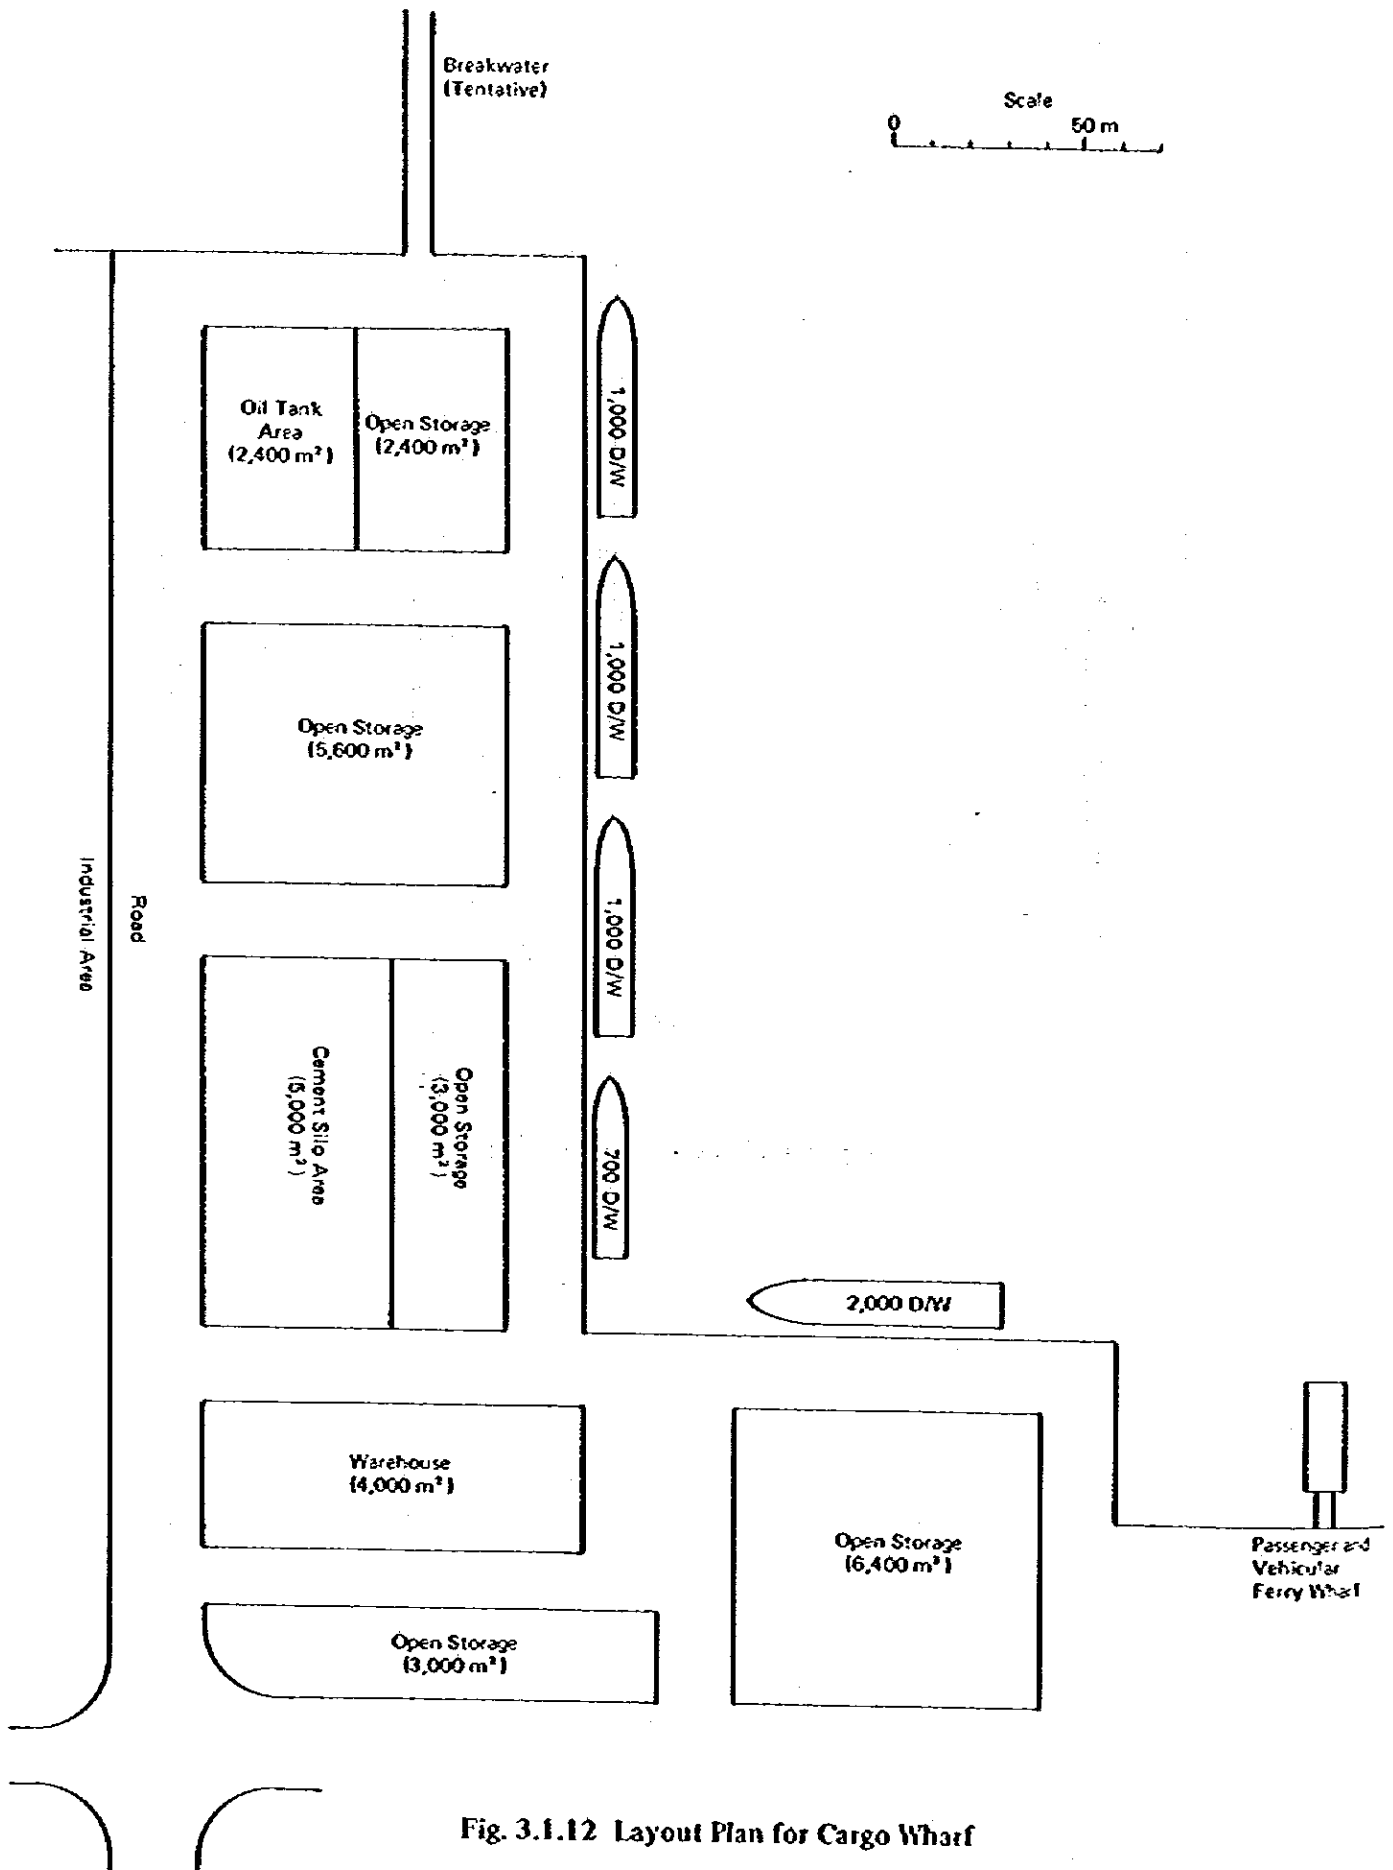 Breakwater
(Tentative)
Scale
0
50 m
Oil Tank
Area
(2,400 m²)
Open Storage
(2,400 m²)
1,000 D/W
1,000 D/W
Open Storage
(5,600 m²)
1,000 D/W
Industrial Area
Road
Cement Silo Area
(5,000 m²)
Open Storage
(3,000 m²)
700 D/W
2,000 D/W
Warehouse
(4,000 m²)
Open Storage
(6,400 m²)
Passenger and
Vehicular
Ferry Wharf
Open Storage
(3,000 m²)
Fig. 3.1.12 Layout Plan for Cargo Wharf